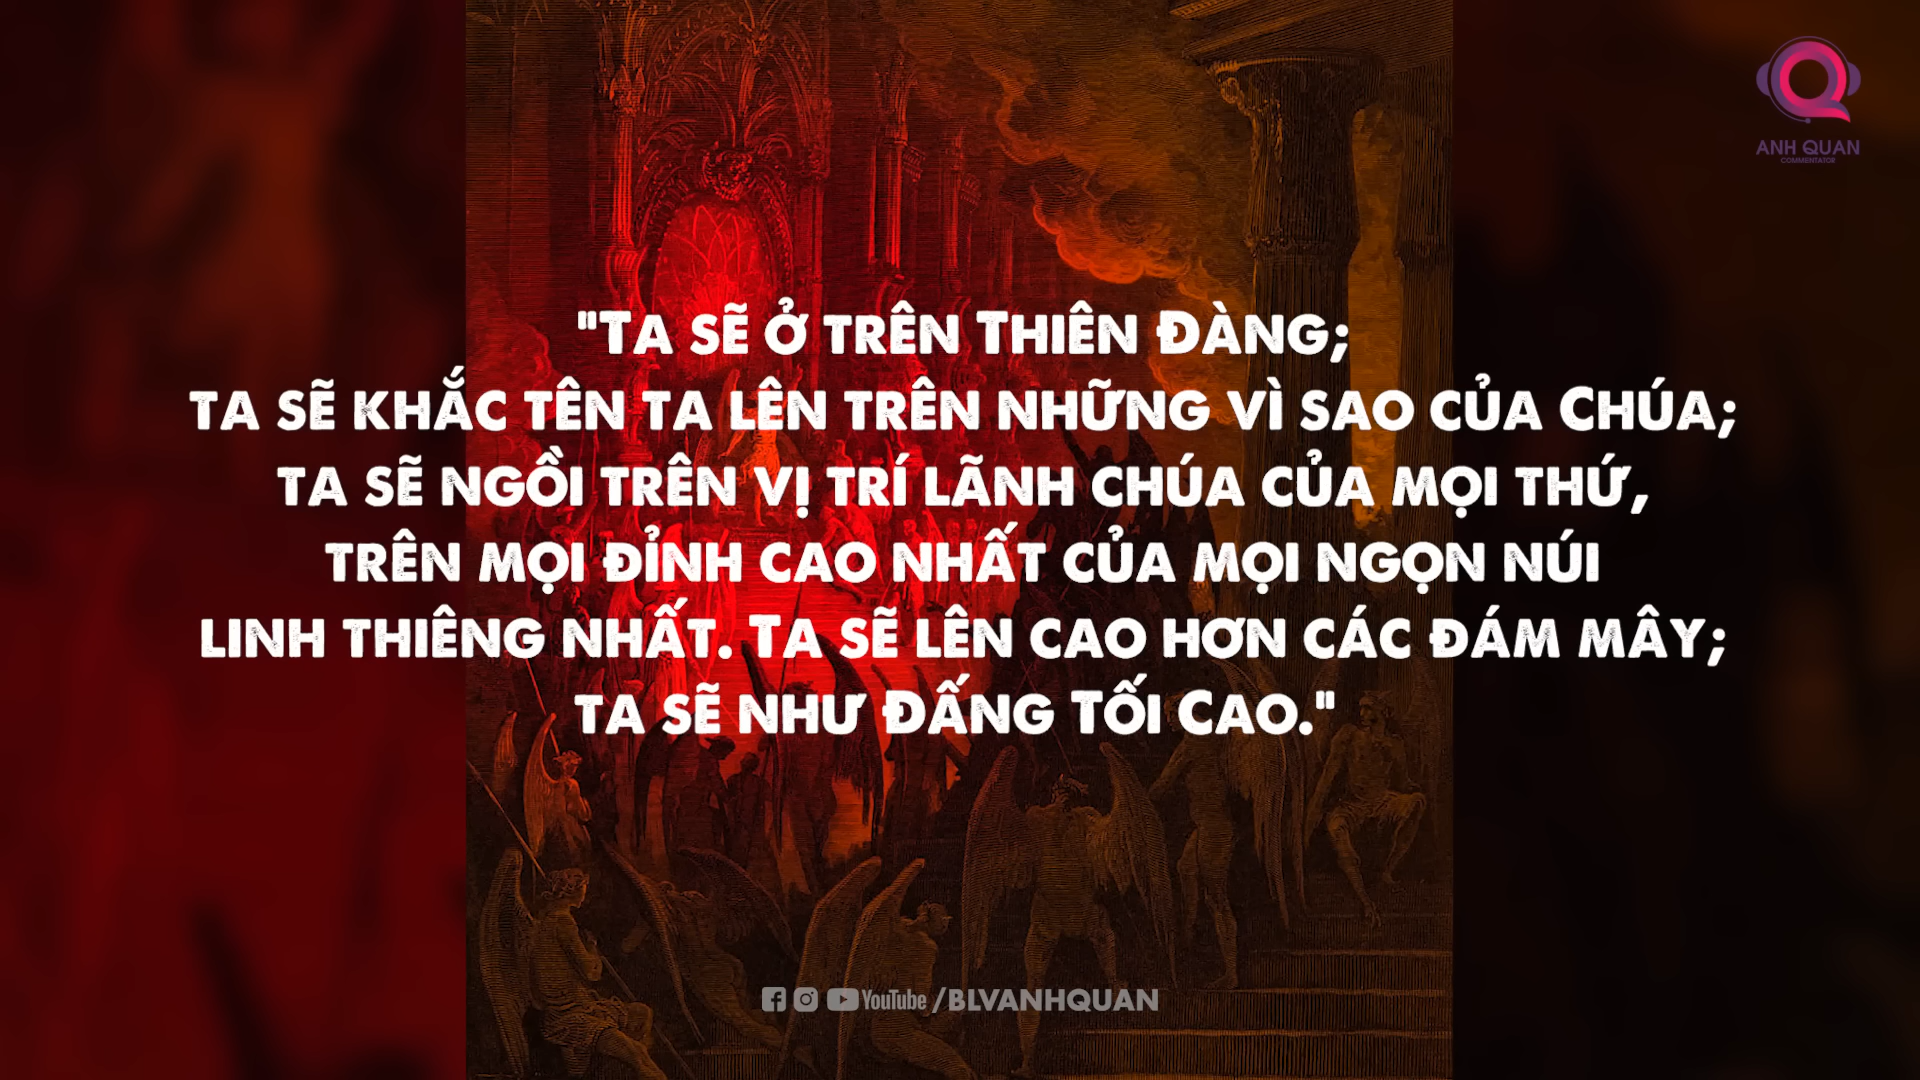 ANH QUAN
COMMENTATOR
"Ta sẽ ở trên Thiên Đàng;
ta sẽ khắc tên ta lên trên những vì sao của Chúa;
ta sẽ ngồi trên vị trí lãnh chúa của mọi thứ,
trên mọi đỉnh cao nhất của mọi ngọn núi
linh thiêng nhất. Ta sẽ lên cao hơn các đám mây;
ta sẽ như Đấng Tối Cao."
YouTube /BLVANHQUAN